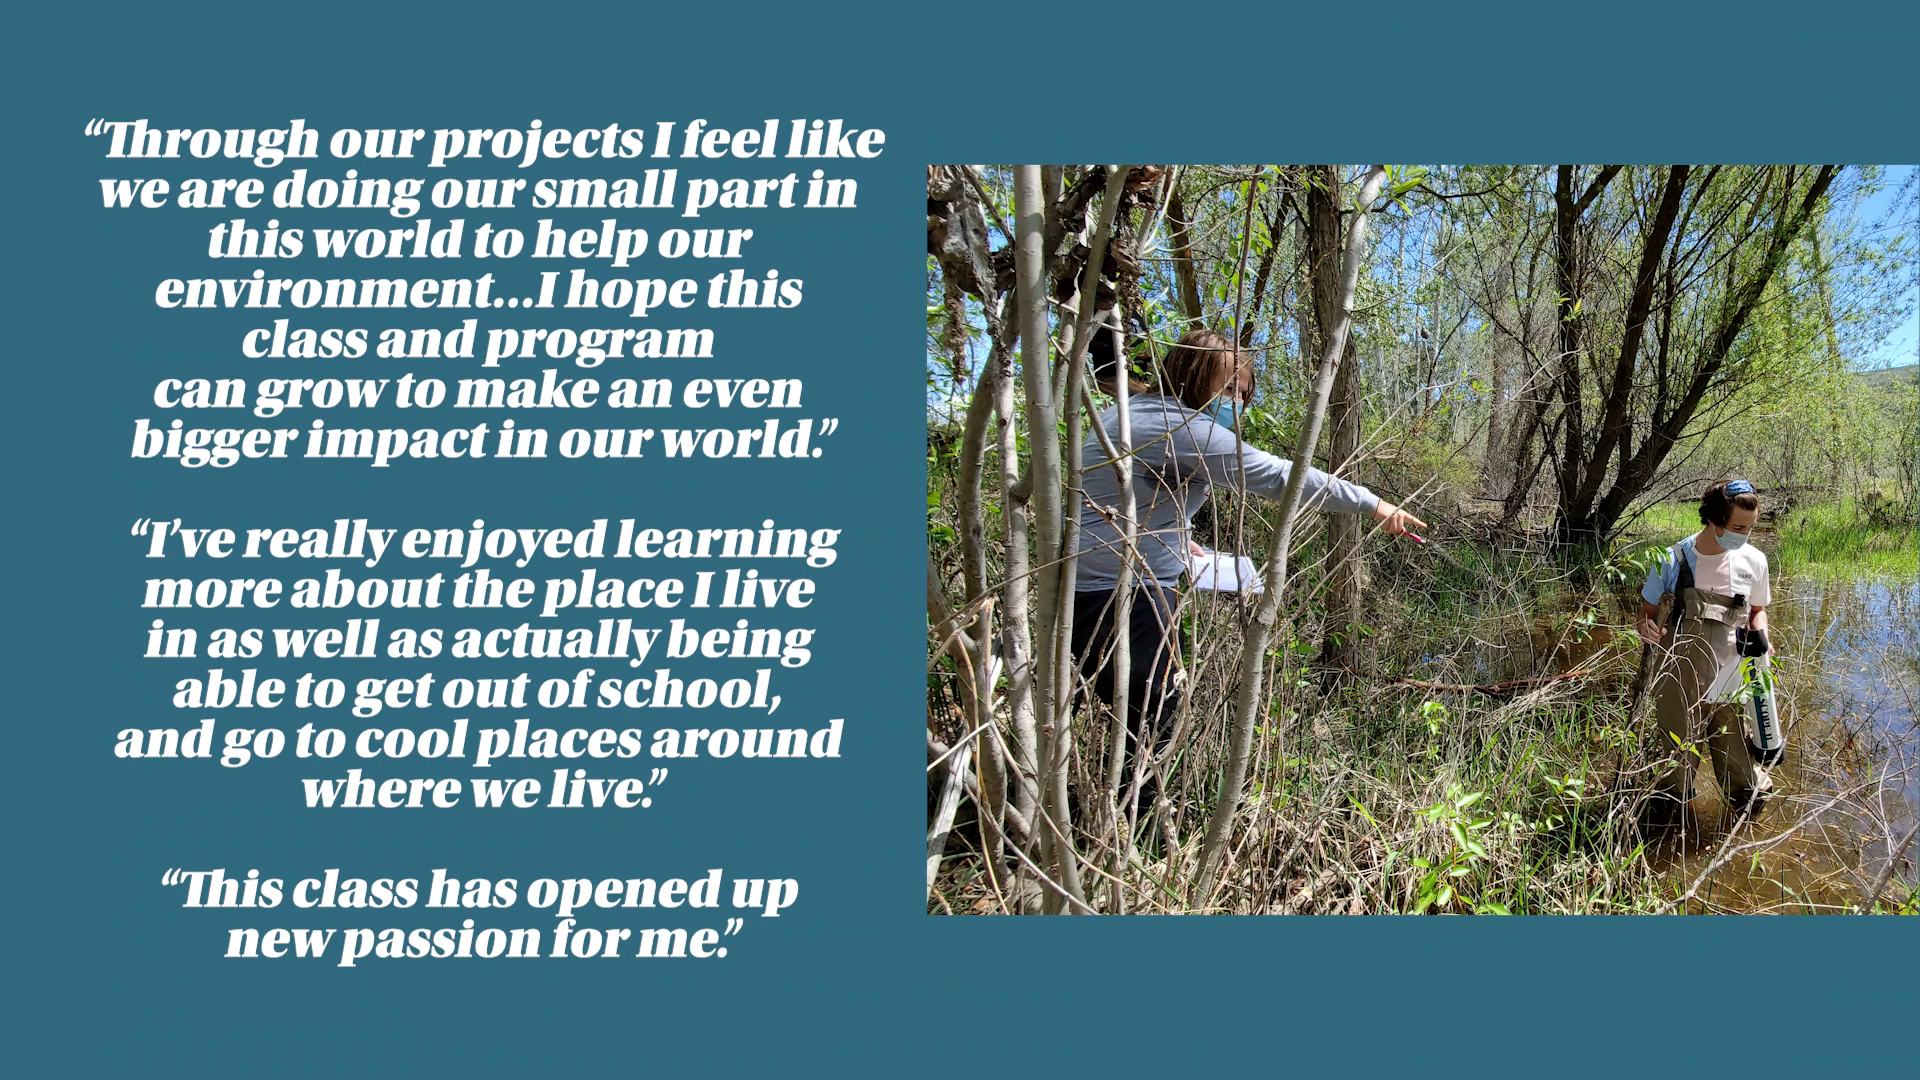 “Through our projects I feel like
we are doing our small part in
this world to help our
environment...I hope this
class and program
can grow to make an even
bigger impact in our world.”
“I’ve really enjoyed learning
more about the place I live
in as well as actually being
able to get out of school,
and go to cool places around
where we live.”
“This class has opened up
new passion for me.”